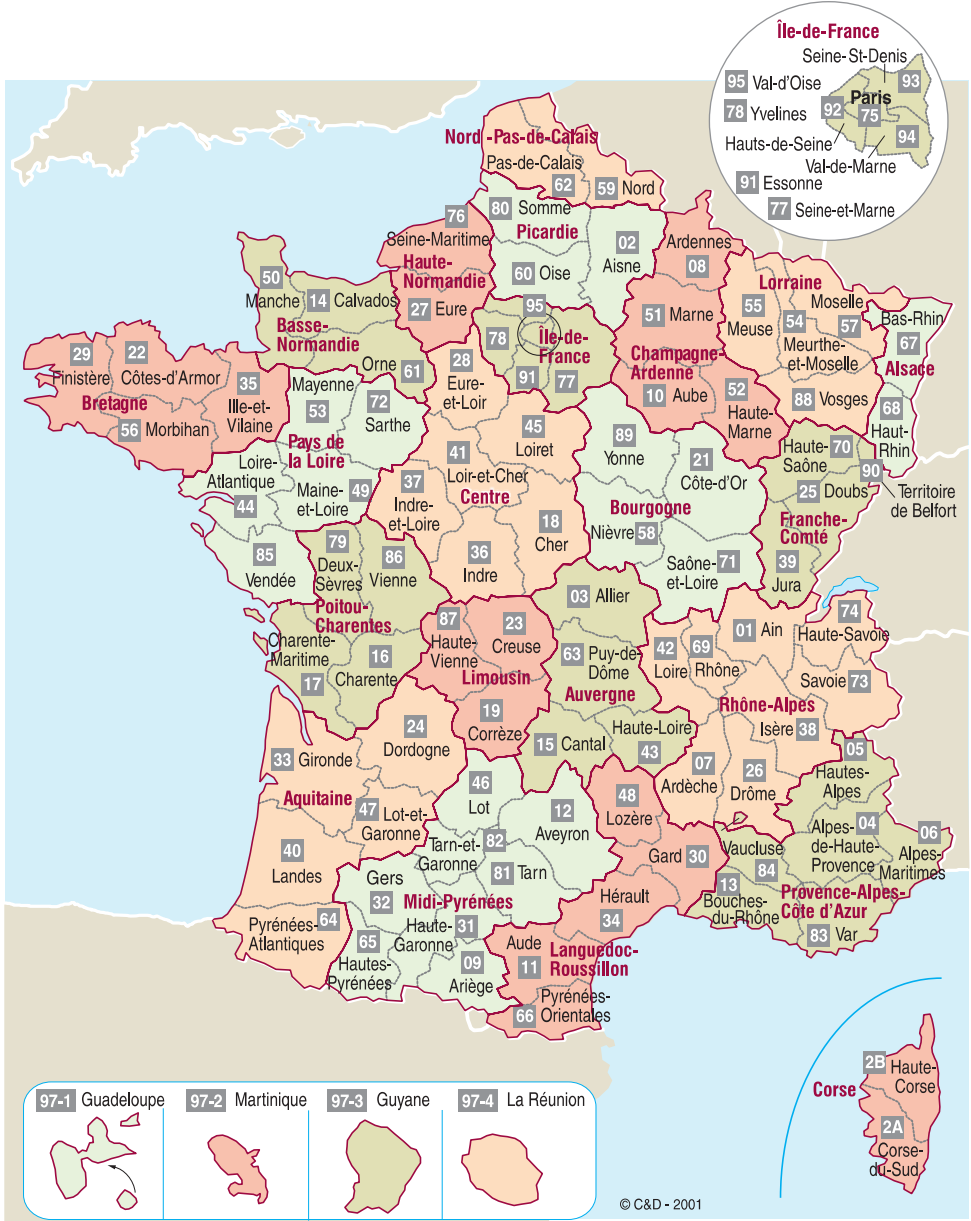 Île-de-France
Seine-St-Denis
95 Val-d'Oise
93
Paris
78 Yvelines
92
75
94
Hauts-de-Seine
Val-de-Marne
91 Essonne
77 Seine-et-Marne
Nord-Pas-de-Calais
Pas-de-Calais
62
59 Nord
80 Somme
Picardie
76
Seine-Maritime
Haute-
Normandie
27 Eure
60 Oise
02
Aisne
Ardennes
08
51 Marne
Champagne-
Ardenne
10 Aube
52
Haute-
Marne
Lorraine
55
Meuse
Moselle
54
57
Meurthe-
et-Moselle
88 Vosges
Bas-Rhin
67
Alsace
68
Haut-
Rhin
50
Manche
14 Calvados
Basse-
Normandie
Orne
61
95
78
Île-de-
France
91
77
29
Finistère
22
Côtes-d'Armor
35
Ille-et-
Vilaine
Bretagne
56 Morbihan
Mayenne
53
72
Sarthe
Pays de
la Loire
Loire-
Atlantique
44
Maine-
et-Loire
49
85
Vendée
28
Eure-
et-Loir
45
Loiret
41
Loir-et-Cher
37
Indre-
et-Loire
Centre
18
Cher
36
Indre
89
Yonne
21
Côte-d'Or
Bourgogne
Nièvre 58
Saône-
et-Loire
71
Haute-
Saône
70
90
Territoire
de Belfort
25 Doubs
Franche-
Comté
39
Jura
79
Deux-
Sèvres
86
Vienne
Poitou-
Charentes
Charente-
Maritime
17
16
Charente
87
Haute-
Vienne
23
Creuse
Limousin
19
Corrèze
03 Allier
63 Puy-de-
Dôme
Auvergne
15 Cantal
Haute-Loire
43
42
Loire
69
Rhône
01 Ain
74
Haute-Savoie
Savoie 73
Rhône-Alpes
Isère 38
07
Ardèche
26
Drôme
24
Dordogne
33 Gironde
Aquitaine
47 Lot-et-
Garonne
40
Landes
Pyrénées-
Atlantiques
64
46
Lot
12
Aveyron
Tarn-et-
Garonne
82
81 Tarn
Gers
32
Midi-Pyrénées
Haute-
Garonne
31
65
Hautes-
Pyrénées
09
Ariège
48
Lozère
Gard 30
Hérault
34
Languedoc-
Roussillon
Aude
11
Pyrénées-
Orientales
66
05
Hautes-
Alpes
04
Alpes-
de-Haute-
Provence
06
Alpes-
Maritimes
Vaucluse
84
13
Bouches-
du-Rhône
Provence-Alpes-
Côte d'Azur
83 Var
Corse
2B
Haute-
Corse
2A
Corse-
du-Sud
97-1 Guadeloupe
97-2 Martinique
97-3 Guyane
97-4 La Réunion
© C&D - 2001